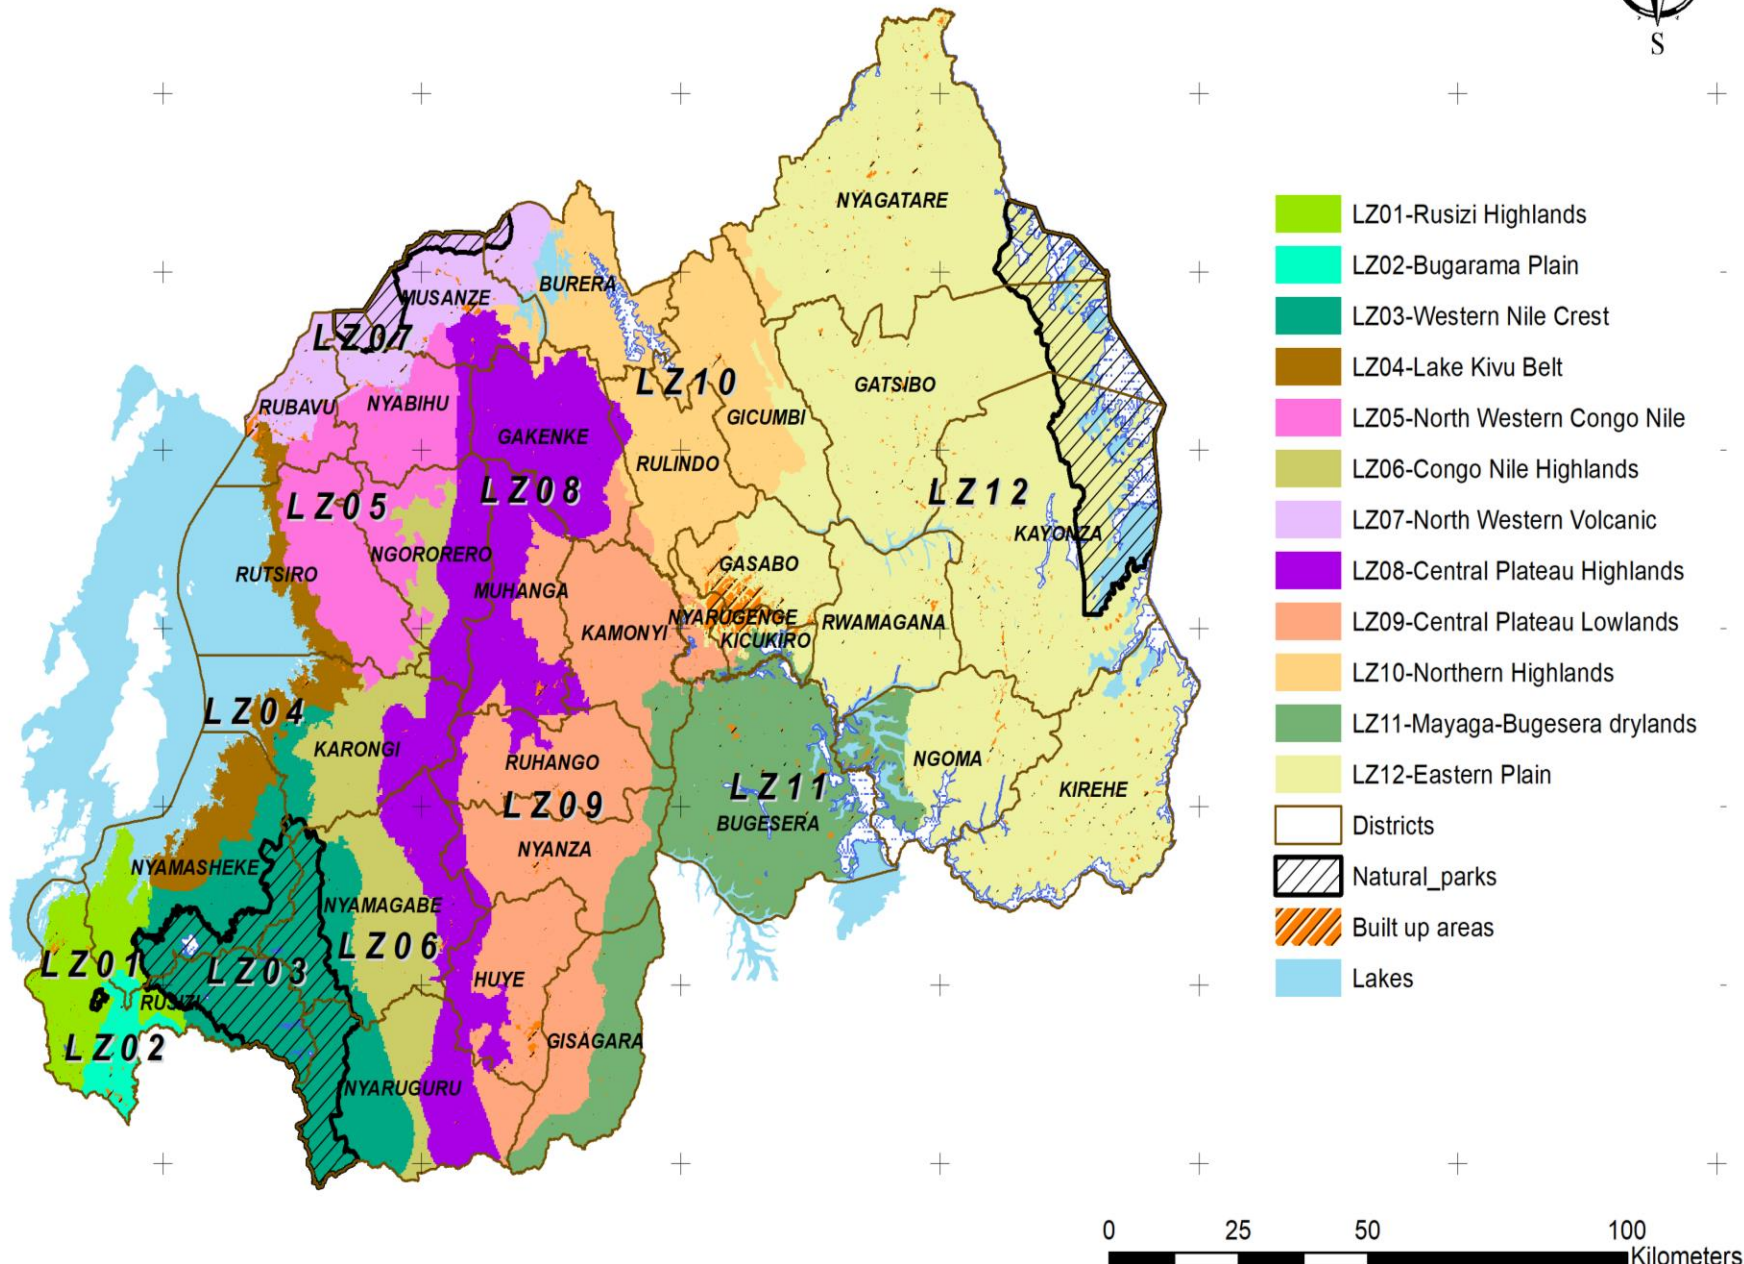 S
NYAGATARE
BURERA
MUSANZE
LZ07
LZ10
GATSIBO
RUBAVU
NYABIHU
GICUMBI
GAKENKE
RULINDO
LZ05
LZ08
LZ12
KAYONZA
NGORORERO
RUTSIRO
GASABO
MUHANGA
NYARUGENGE
KAMONYI
KICUKIRO
RWAMAGANA
LZ04
KARONGI
RUHANGO
NGOMA
LZ11
KIREHE
LZ09
BUGESERA
NYANZA
NYAMASHEKE
NYAMAGABE
LZ06
LZ01
LZ03
HUYE
RUSIZI
LZ02
GISAGARA
NYARUGURU
LZ01-Rusizi Highlands
LZ02-Bugarama Plain
LZ03-Western Nile Crest
LZ04-Lake Kivu Belt
LZ05-North Western Congo Nile
LZ06-Congo Nile Highlands
LZ07-North Western Volcanic
LZ08-Central Plateau Highlands
LZ09-Central Plateau Lowlands
LZ10-Northern Highlands
LZ11-Mayaga-Bugesera drylands
LZ12-Eastern Plain
Districts
Natural_parks
Built up areas
Lakes
0 25 50 100
Kilometers